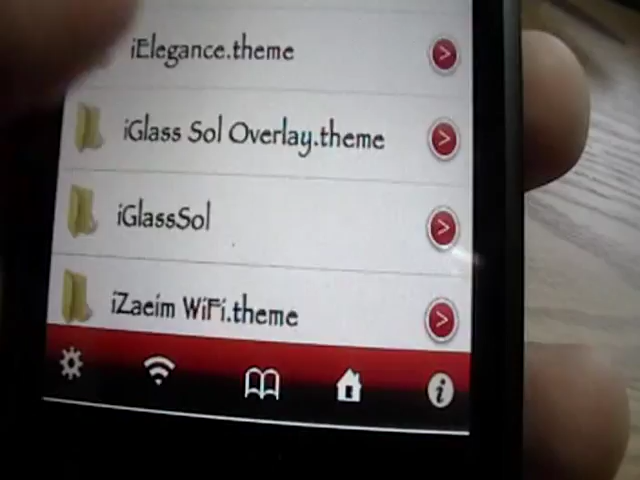 iElegance.theme
iGlass Sol Overlay.theme
iGlassSol
iZaeim WiFi.theme